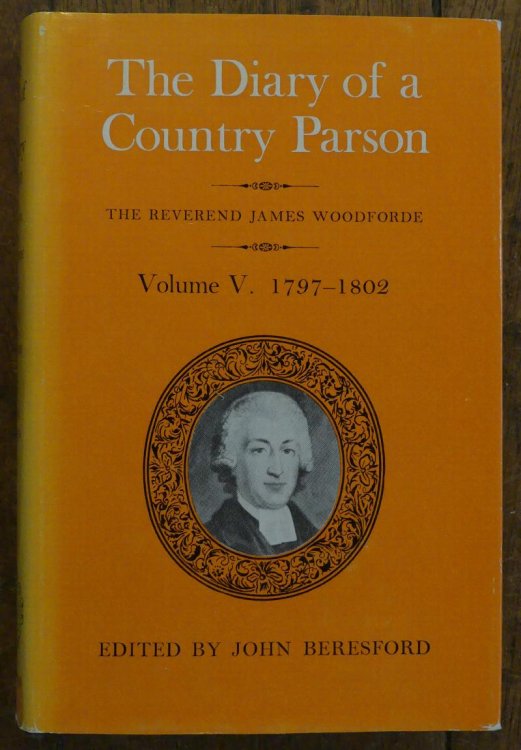 The Diary of a
Country Parson
THE REVEREND JAMES WOODFORDE
Volume V. 1797–1802
EDITED BY JOHN BERESFORD